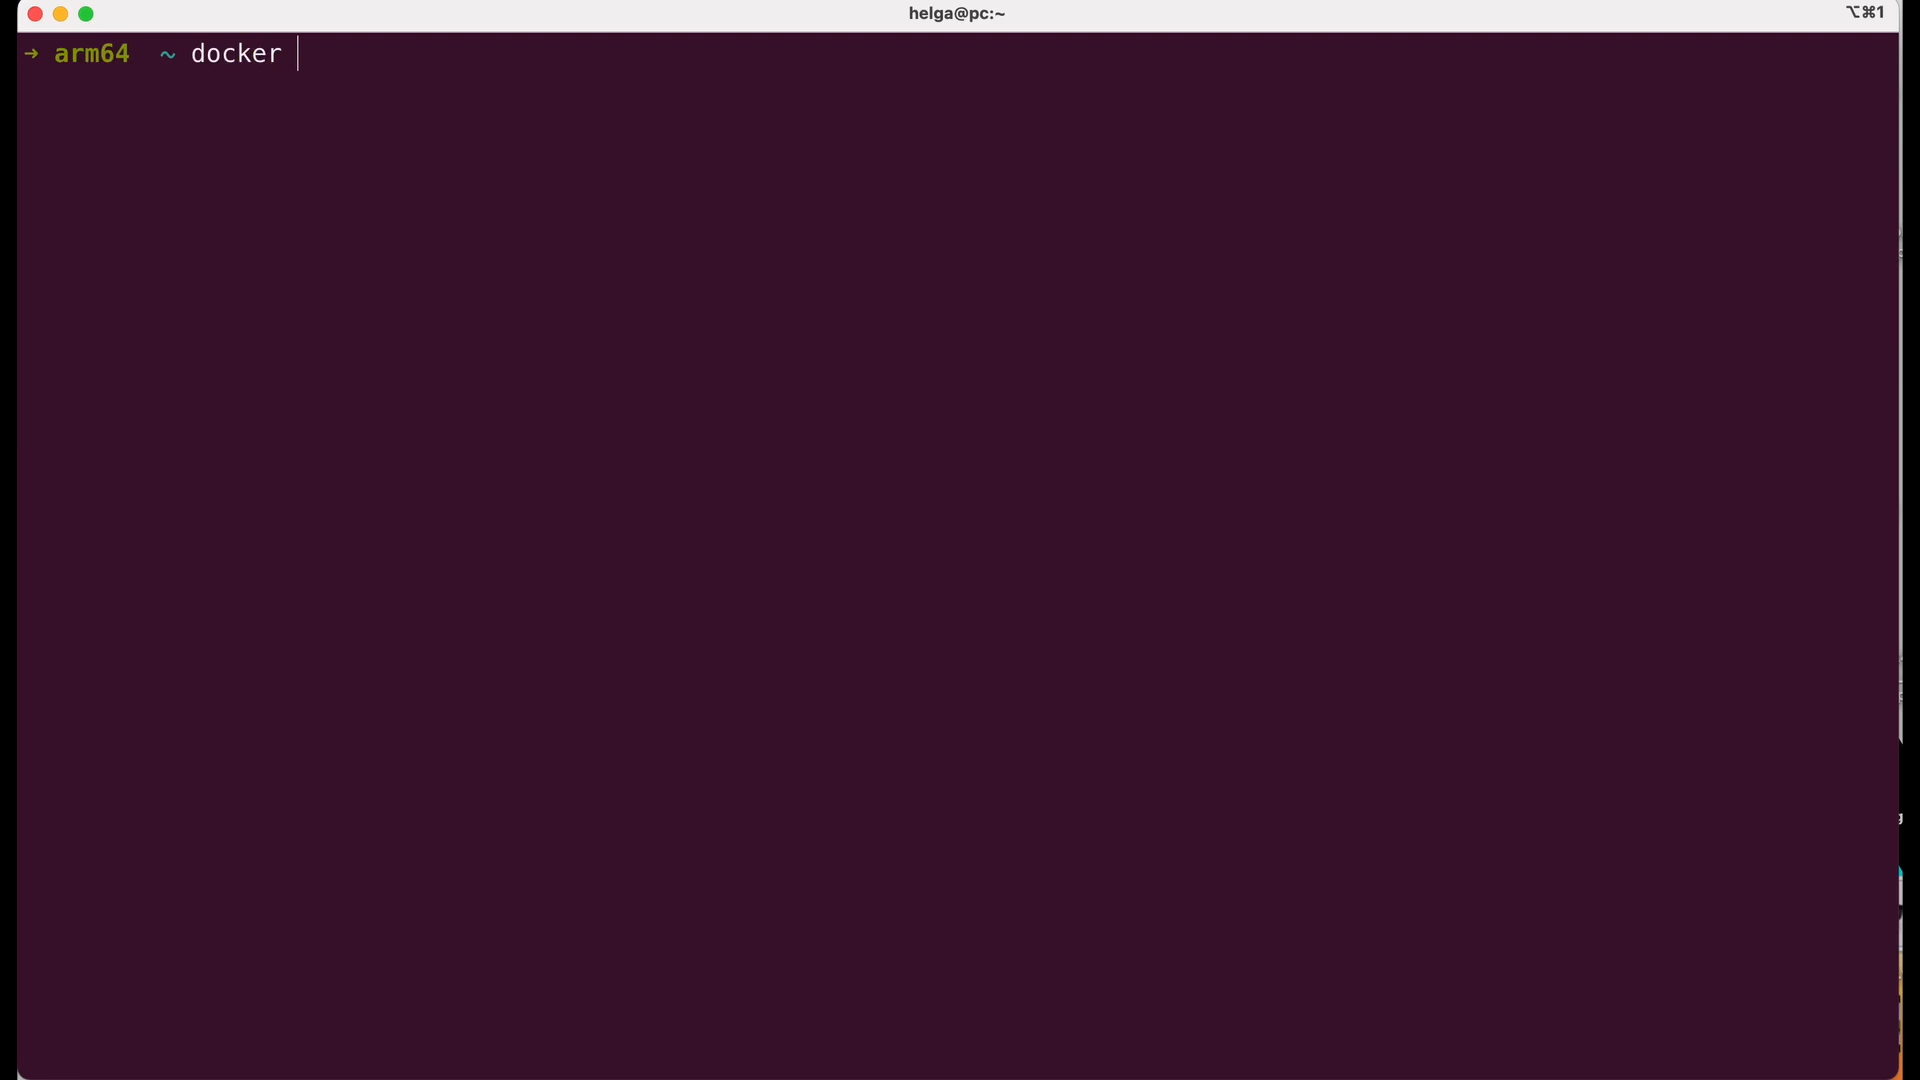 helga@pc:~
⌥⌘1
→ arm64 ~ docker